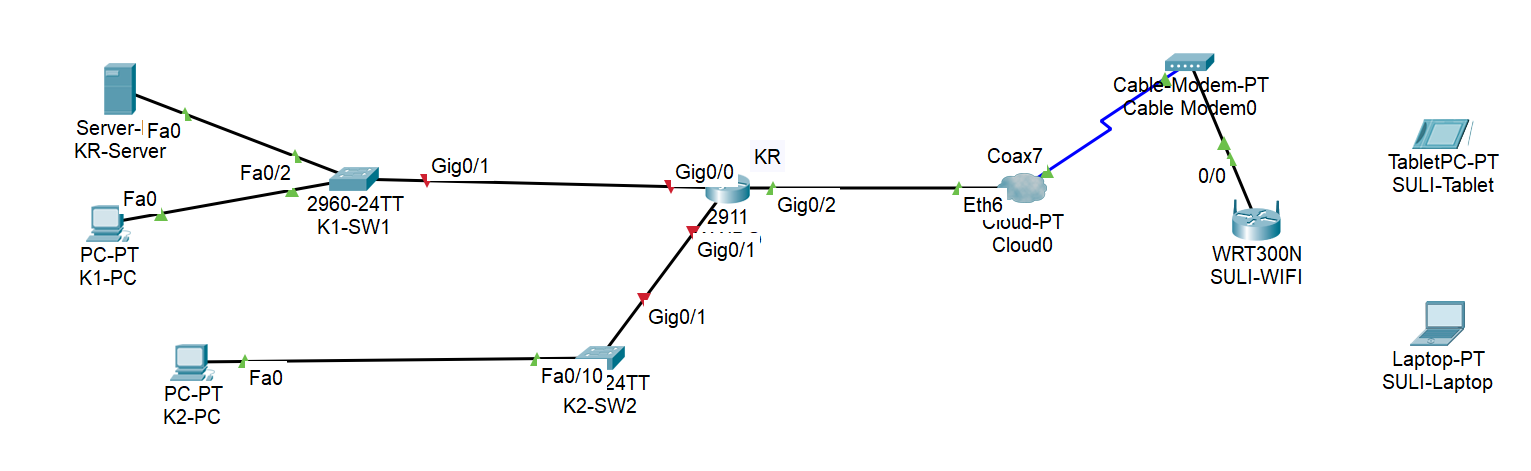 Server-
Fa0
KR-Server
Fa0/2
Fa0
2960-24TT
K1-SW1
PC-PT
K1-PC
Gig0/1
Gig0/0
KR
2911
Gig0/2
Gig0/1
Gig0/1
Fa0
PC-PT
K2-PC
Fa0/10
24TT
K2-SW2
Coax7
Eth6
Cloud-PT
Cloud0
Cable-Modem-PT
Cable Modem0
0/0
WRT300N
SULI-WIFI
TabletPC-PT
SULI-Tablet
Laptop-PT
SULI-Laptop